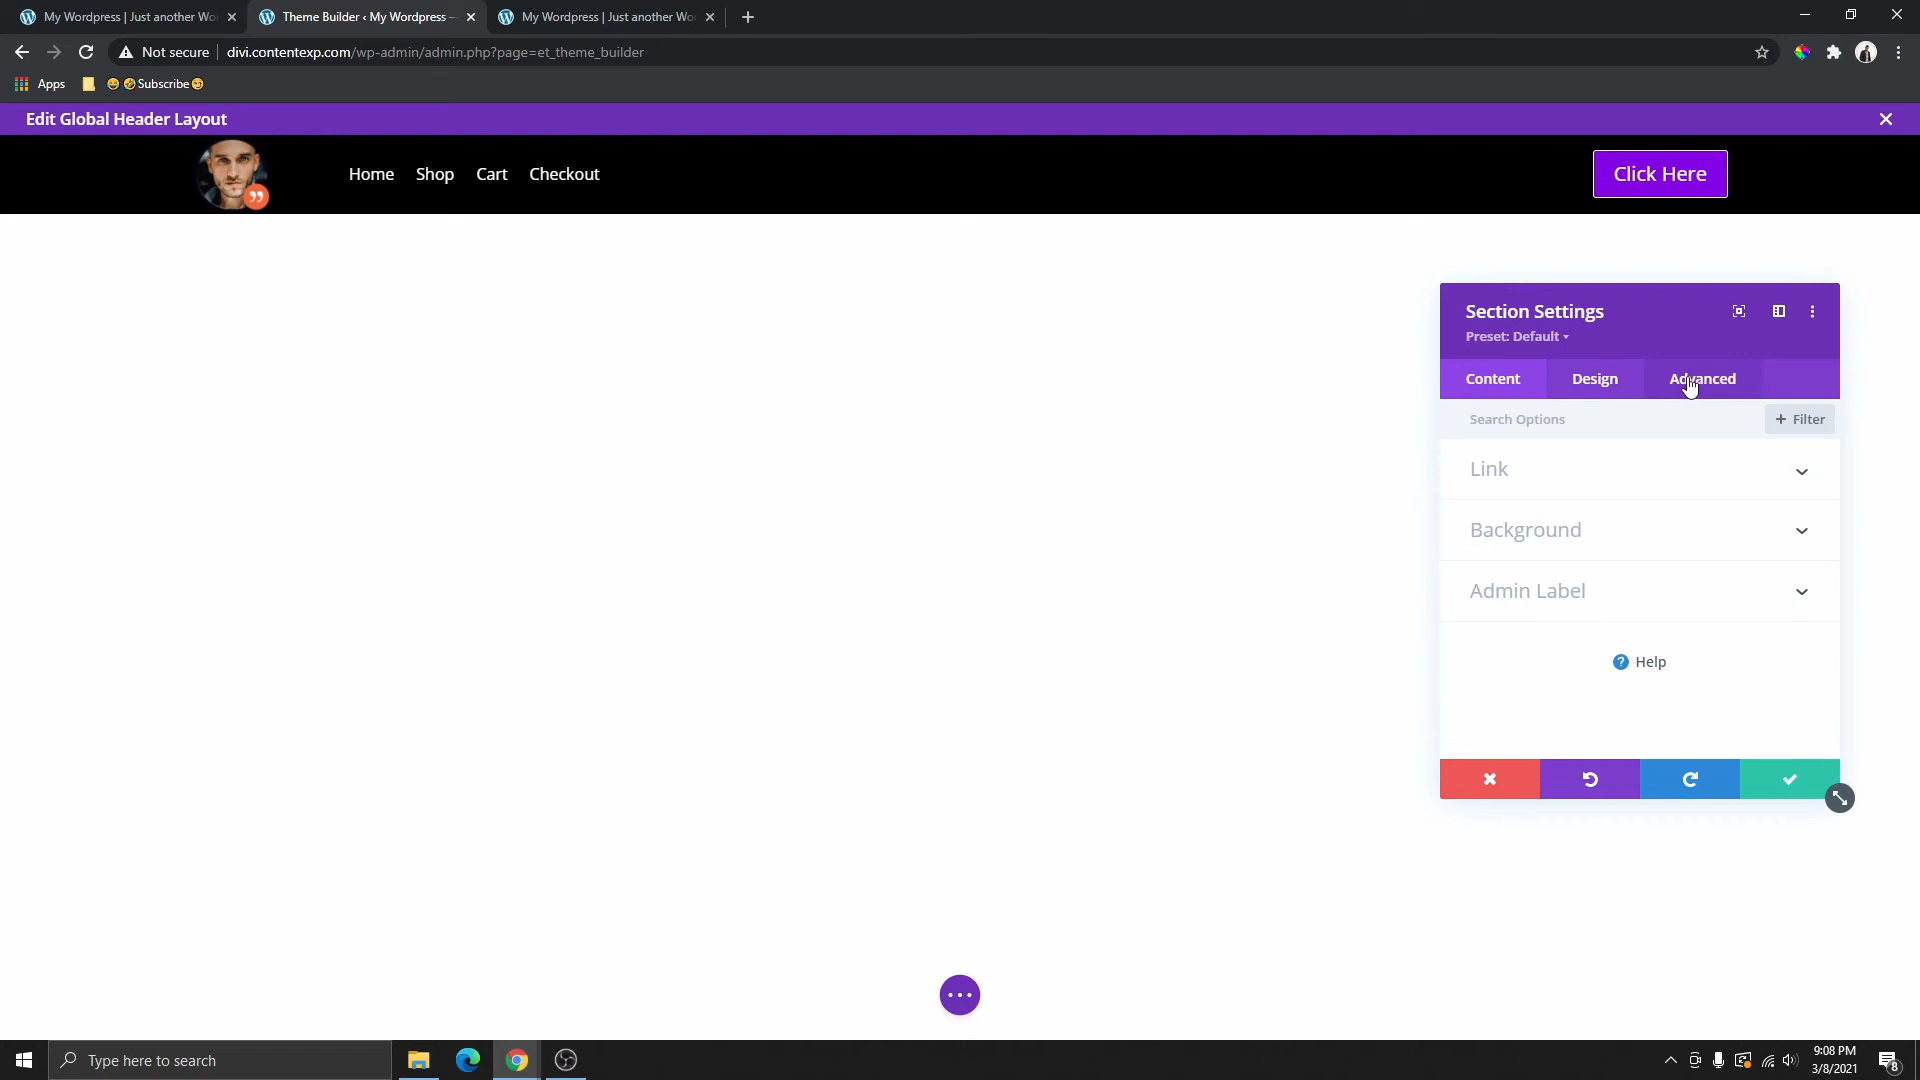 My Wordpress | Just another Wo
Theme Builder ‹ My Wordpress —
My Wordpress | Just another Wo
Not secure
divi.contentexp.com/wp-admin/admin.php?page=et_theme_builder
Apps
😄 🤣Subscribe😏
Edit Global Header Layout
Home
Shop
Cart
Checkout
Click Here
Section Settings
Preset: Default
Content
Design
Advanced
Search Options
+ Filter
Link
Background
Admin Label
? Help
Type here to search
9:08 PM
3/8/2021
8